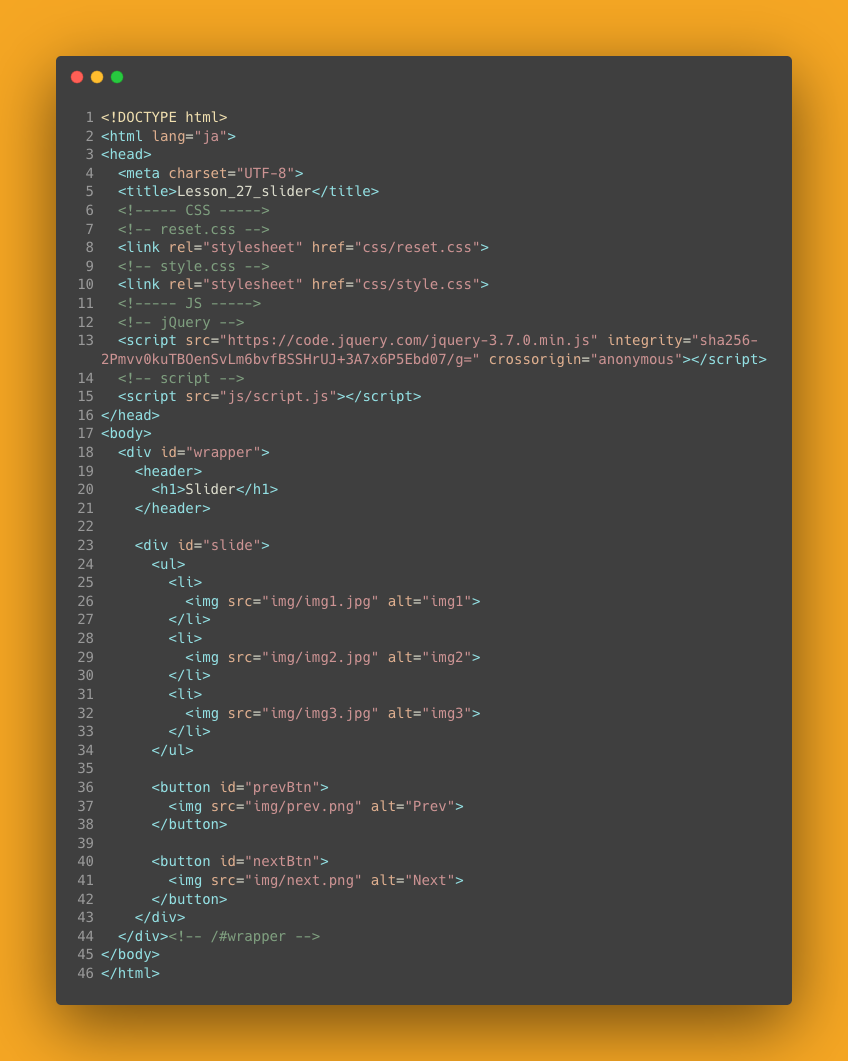 1 <!DOCTYPE html>
2 <html lang="ja">
3 <head>
4   <meta charset="UTF-8">
5   <title>Lesson_27_slider</title>
6   <!----- CSS ----->
7   <!-- reset.css -->
8   <link rel="stylesheet" href="css/reset.css">
9   <!-- style.css -->
10   <link rel="stylesheet" href="css/style.css">
11   <!----- JS ----->
12   <!-- jQuery -->
13   <script src="https://code.jquery.com/jquery-3.7.0.min.js" integrity="sha256-
2Pmvv0kuTBOenSvLm6bvfBSSHrUJ+3A7x6P5Ebd07/g=" crossorigin="anonymous"></script>
14   <!-- script -->
15   <script src="js/script.js"></script>
16 </head>
17 <body>
18   <div id="wrapper">
19     <header>
20       <h1>Slider</h1>
21     </header>
22
23     <div id="slide">
24       <ul>
25         <li>
26           <img src="img/img1.jpg" alt="img1">
27         </li>
28         <li>
29           <img src="img/img2.jpg" alt="img2">
30         </li>
31         <li>
32           <img src="img/img3.jpg" alt="img3">
33         </li>
34       </ul>
35
36       <button id="prevBtn">
37         <img src="img/prev.png" alt="Prev">
38       </button>
39
40       <button id="nextBtn">
41         <img src="img/next.png" alt="Next">
42       </button>
43     </div>
44   </div><!-- /#wrapper -->
45 </body>
46 </html>